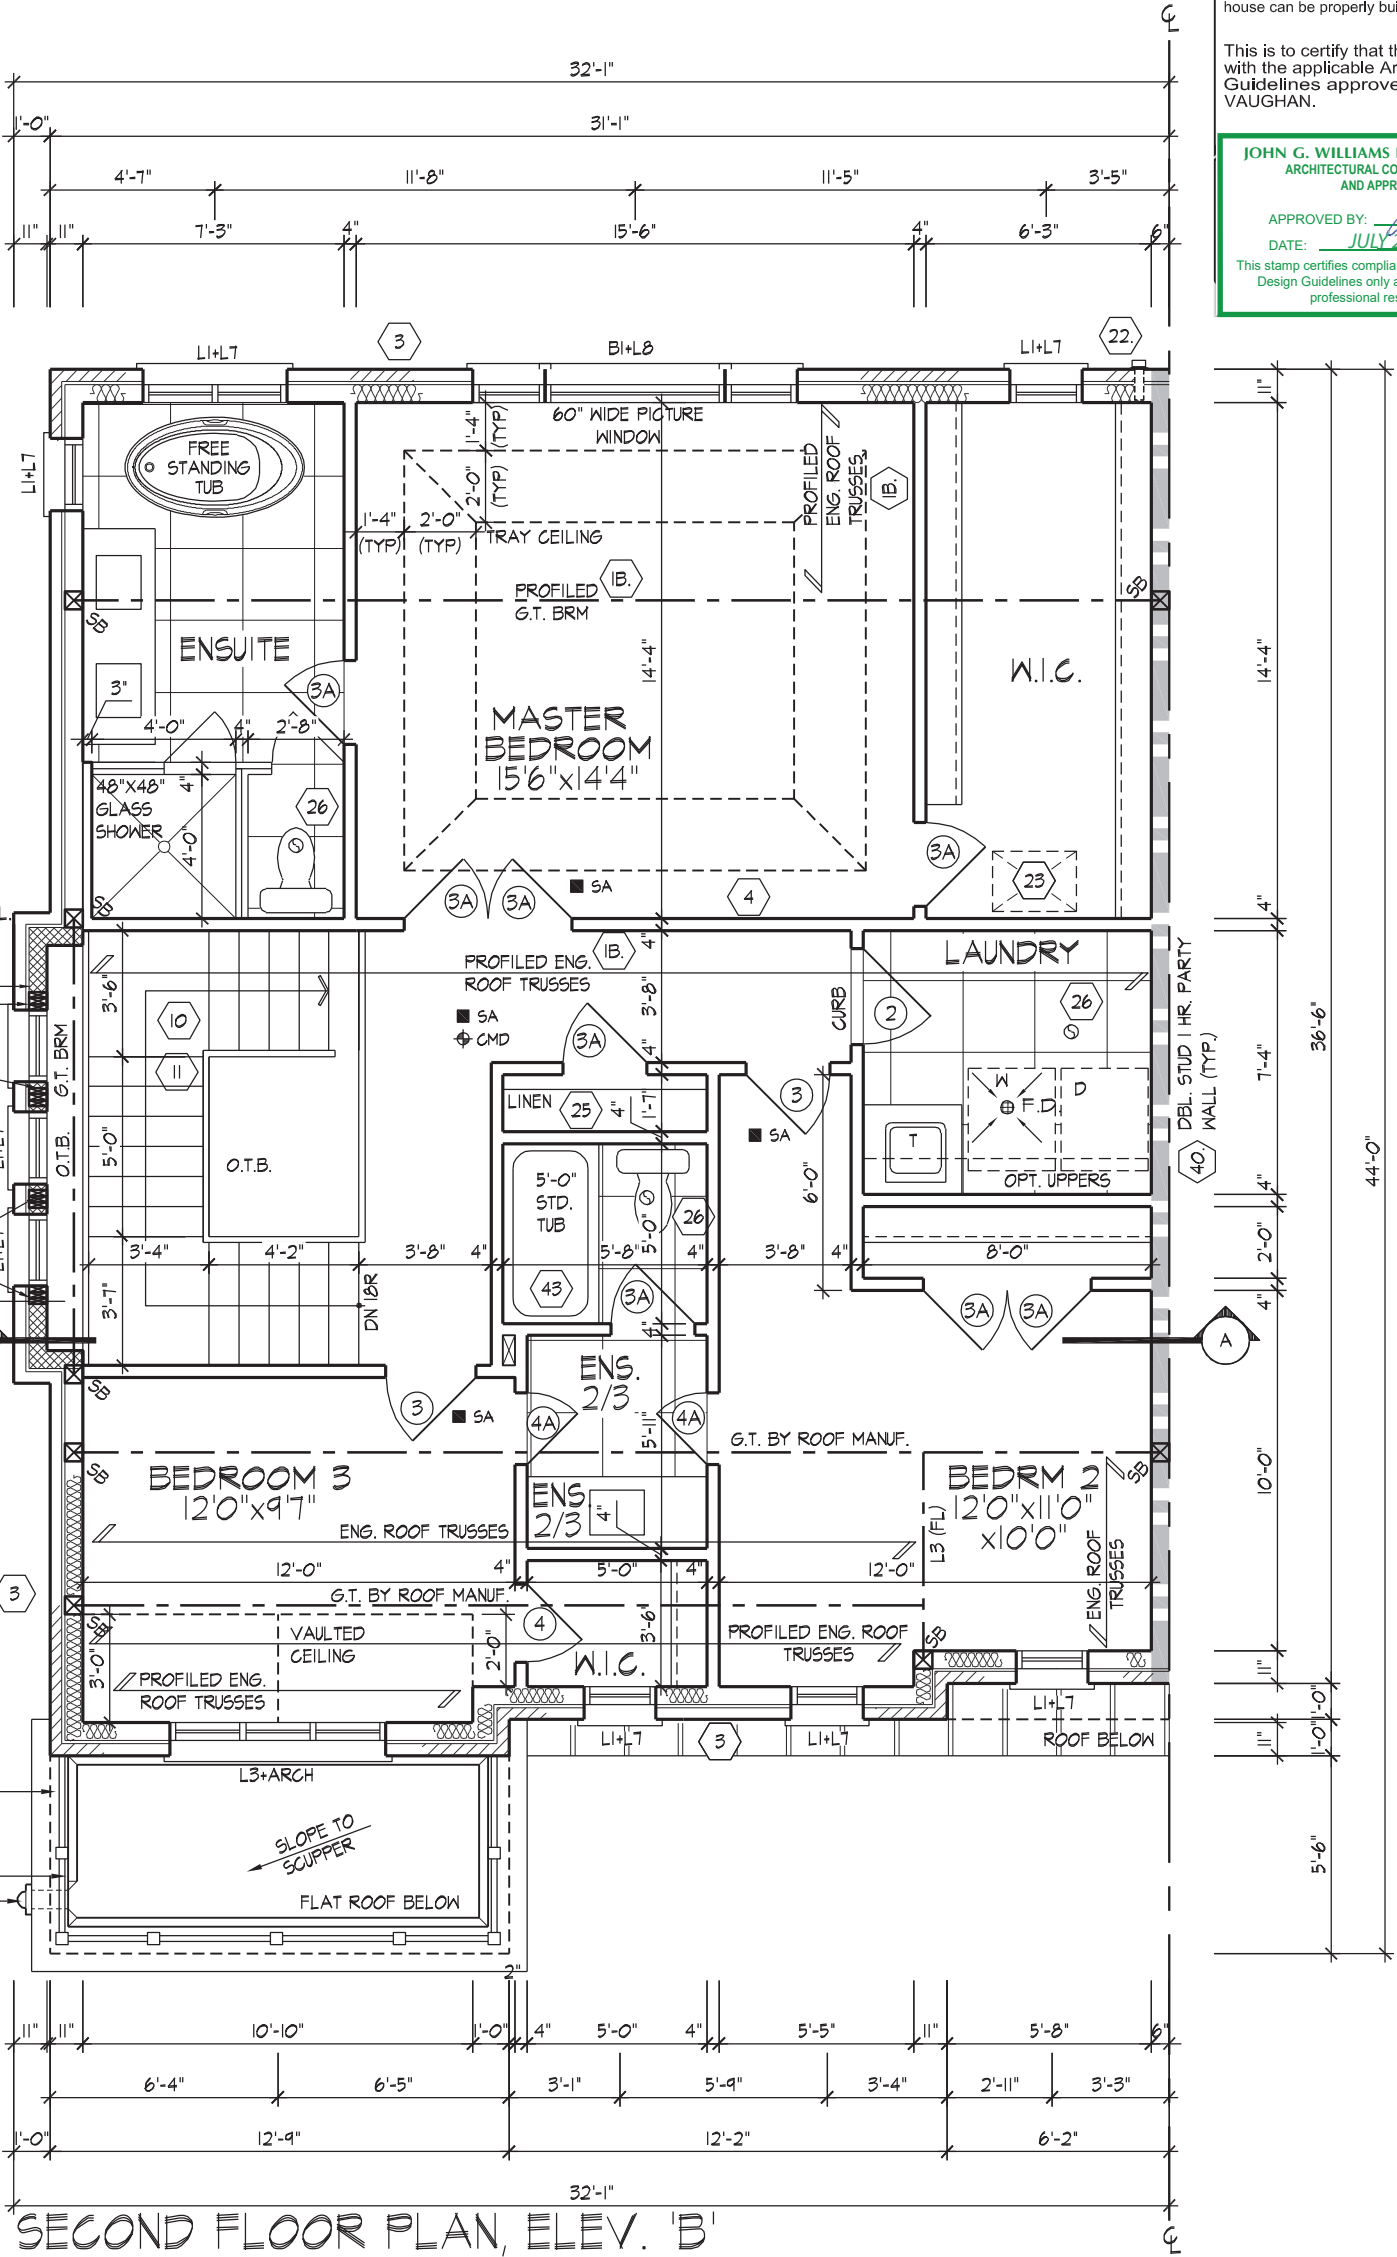 house can be properly bui
This is to certify that t
with the applicable Ar
Guidelines approve
VAUGHAN.
JOHN G. WILLIAMS
ARCHITECTURAL CO
AND APPR
APPROVED BY:
DATE: JULY
This stamp certifies complia
Design Guidelines only a
professional res
32'-1"
1'-0" 31'-1"
4'-7" 11'-8" 11'-5" 3'-5"
11" 11" 7'-3" 4" 15'-6" 4" 6'-3" 6"
L1+L7 3 B1+L8 L1+L7 22.
L1+L7
FREE
STANDING
TUB
60" WIDE PICTURE
WINDOW
1'-4"
(TYP)
2'-0"
(TYP)
1'-4"
(TYP)
2'-0"
(TYP)
TRAY CEILING
PROFILED
ENG. ROOF
TRUSSES
1B.
PROFILED
G.T. BRM
1B.
SB
SB
ENSUITE
3A
3"
4'-0" 4" 2'-8"
14'-4"
MASTER
BEDROOM
15'6"x14'4"
W.I.C.
48"X48"
GLASS
SHOWER
4"
4'-0"
26
SB
3A 3A
SA
4
3A
23
11"
14'-4"
4"
7'-4"
4"
2'-0"
4"
10'-0"
11"
11"
36'-6"
1'-0"
1'-0"
5'-6"
44'-0"
PROFILED ENG.
ROOF TRUSSES
1B.
4"
3'-8"
4"
SA
CMD
3A
CURB
2
LAUNDRY
26
W
F.D.
D
T
OPT. UPPERS
DBL. STUD 1 HR. PARTY
WALL (TYP.)
40.
3'-6"
10
11
G.T. BRM
O.T.B.
5'-0"
O.T.B.
3'-4" 4'-2" 3'-8" 4" 5'-8" 4" 3'-8" 4" 8'-0"
3'-7"
DN 18R
LINEN
25
4"
1'-7"
3
SA
6'-0"
5'-0"
STD.
TUB
5'-0"
26
43
3A
4"
3A 3A
A
SB
ENS.
2/3
3
SA
4A
4A
5'-11"
G.T. BY ROOF MANUF.
SB
BEDROOM 3
12'0"x9'7"
ENS.
2/3
4"
BEDRM 2
12'0"x11'0"
x10'0"
SB
L3 (FL)
ENG. ROOF
TRUSSES
ENG. ROOF TRUSSES
12'-0" 4" 5'-0" 4" 12'-0"
3
G.T. BY ROOF MANUF.
SB
4
3'-6"
VAULTED
CEILING
2'-0"
W.I.C.
PROFILED ENG. ROOF
TRUSSES
SB
3'-0"
PROFILED ENG.
ROOF TRUSSES
L1+L7 3 L1+L7
L1+L7
ROOF BELOW
L3+ARCH
SLOPE TO
SCUPPER
FLAT ROOF BELOW
2"
11" 11" 10'-10" 1'-0" 4" 5'-0" 4" 5'-5" 11" 5'-8" 6"
6'-4" 6'-5" 3'-1" 5'-9" 3'-4" 2'-11" 3'-3"
1'-0" 12'-9" 12'-2" 6'-2"
32'-1"
SECOND FLOOR PLAN, ELEV. 'B'